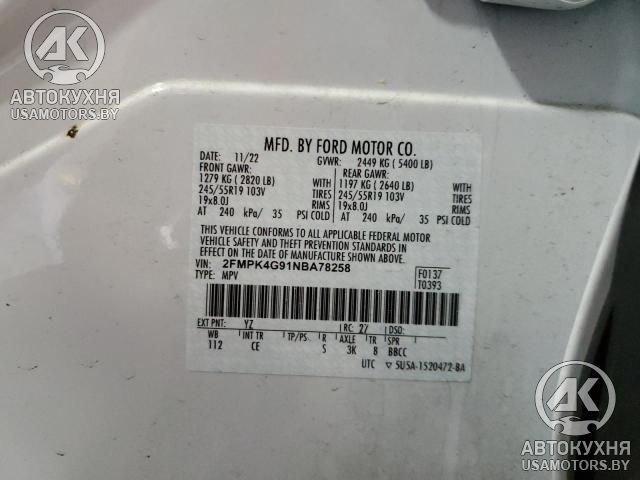 AK
АВТОКУХНЯ
USAMOTORS.BY
MFD. BY FORD MOTOR CO.
DATE: 11/22 GVWR: 2449 KG ( 5400 LB)
FRONT GAWR: REAR GAWR:
1279 KG ( 2820 LB) WITH 1197 KG ( 2640 LB) WITH
245/55R19 103V TIRES 245/55R19 103V TIRES
19x8.0J RIMS 19x8.0J RIMS
AT 240 kPa/ 35 PSI COLD AT 240 kPa/ 35 PSI COLD
THIS VEHICLE CONFORMS TO ALL APPLICABLE FEDERAL MOTOR
VEHICLE SAFETY AND THEFT PREVENTION STANDARDS IN
EFFECT ON THE DATE OF MANUFACTURE SHOWN ABOVE.
VIN: 2FMPK4G91NBA78258 F0137
TYPE: MPV T0393
EXT PNT: YZ RC: 27 DSO:
WB INT TR TP/PS R AXLE TR SPR
112 CE S 3K 8 BBCC
UTC ▽ 5U5A-1520472-BA
AK
АВТОКУХНЯ
USAMOTORS.BY